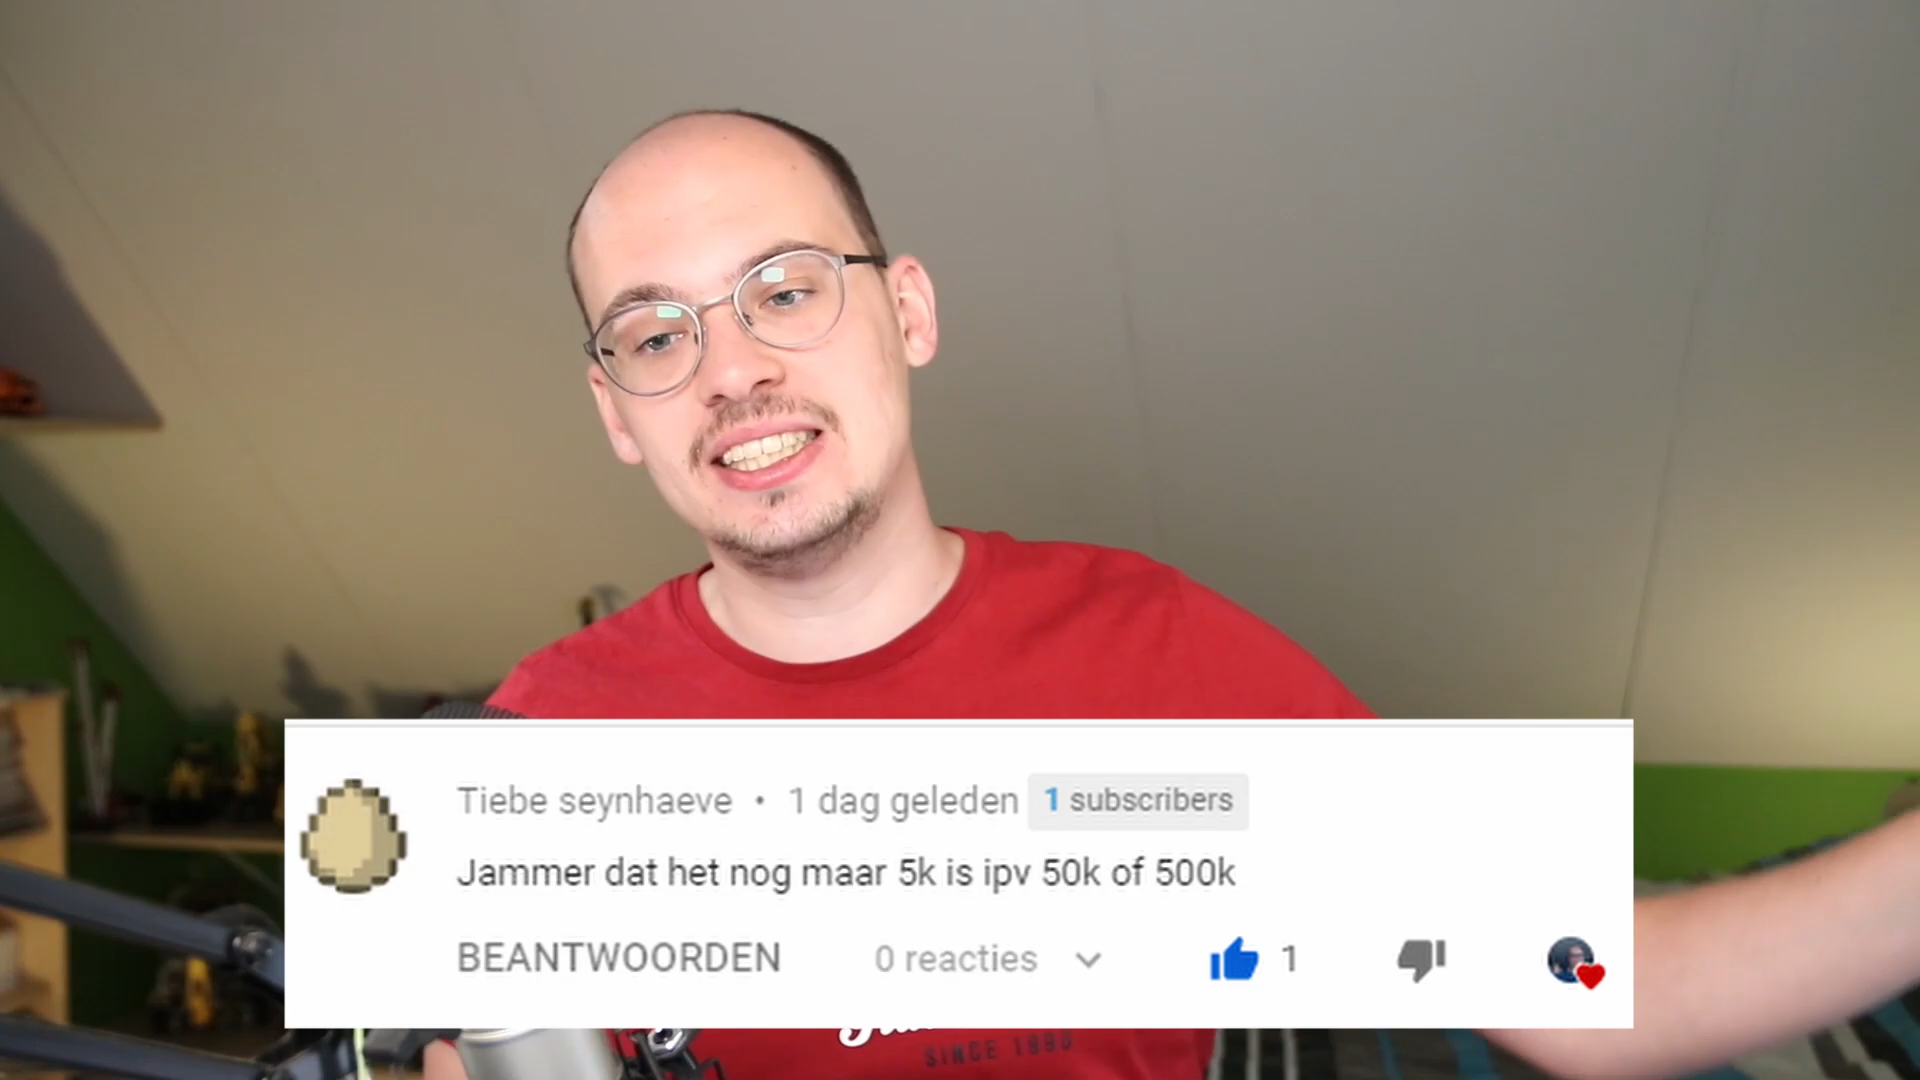 Tiebe seynhaeve • 1 dag geleden 1 subscribers
Jammer dat het nog maar 5k is ipv 50k of 500k
BEANTWOORDEN 0 reacties 1
SINCE 1890